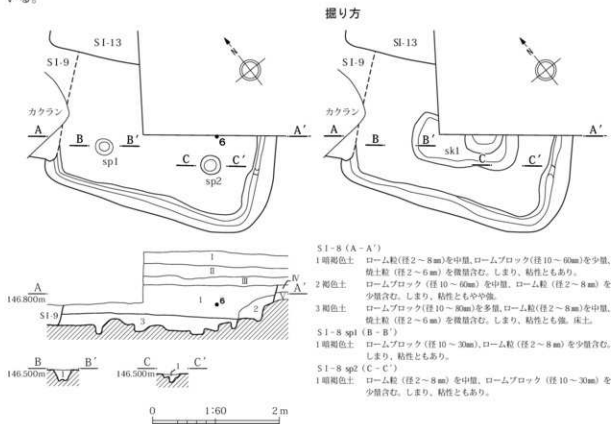 いる。
掘り方
SI-13
SI-9
カクラン
A
A'
B
B'
sp1
6
C
C'
sp2
N
SI-13
SI-9
カクラン
A
A'
B
B'
sk1
C
C'
N
I
II
III
IV
A
A'
146.800m
1
6
2
SI-9
3
B
B'
146.500m
1
C
C'
146.500m
1
0
1:60
2 m
SI-8 (A-A')
1 暗褐色土 ローム粒(径2〜8㎜)を中量、ロームブロック(径10〜60㎜)を少量、
焼土粒(径2〜6㎜)を微量含む。しまり、粘性ともあり。
2 褐色土 ロームブロック(径10〜60㎜)を中量、ローム粒(径2〜8㎜)を
少量含む。しまり、粘性ともやや強。
3 褐色土 ロームブロック(径10〜80㎜)を多量、ローム粒(径2〜8㎜)を中量、
焼土粒(径2〜6㎜)を微量含む。しまり、粘性とも強。床土。
SI-8 sp1 (B-B')
1 暗褐色土 ロームブロック(径10〜30㎜)、ローム粒(径2〜8㎜)を少量含む。
しまり、粘性ともあり。
SI-8 sp2 (C-C')
1 暗褐色土 ローム粒(径2〜8㎜)を中量、ロームブロック(径10〜30㎜)を
少量含む。しまり、粘性ともあり。